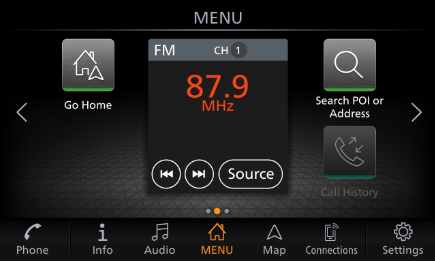 MENU
FM CH 1
87.9
MHz
Go Home
Search POI or
Address
Source
Call History
Phone Info Audio MENU Map Connections Settings